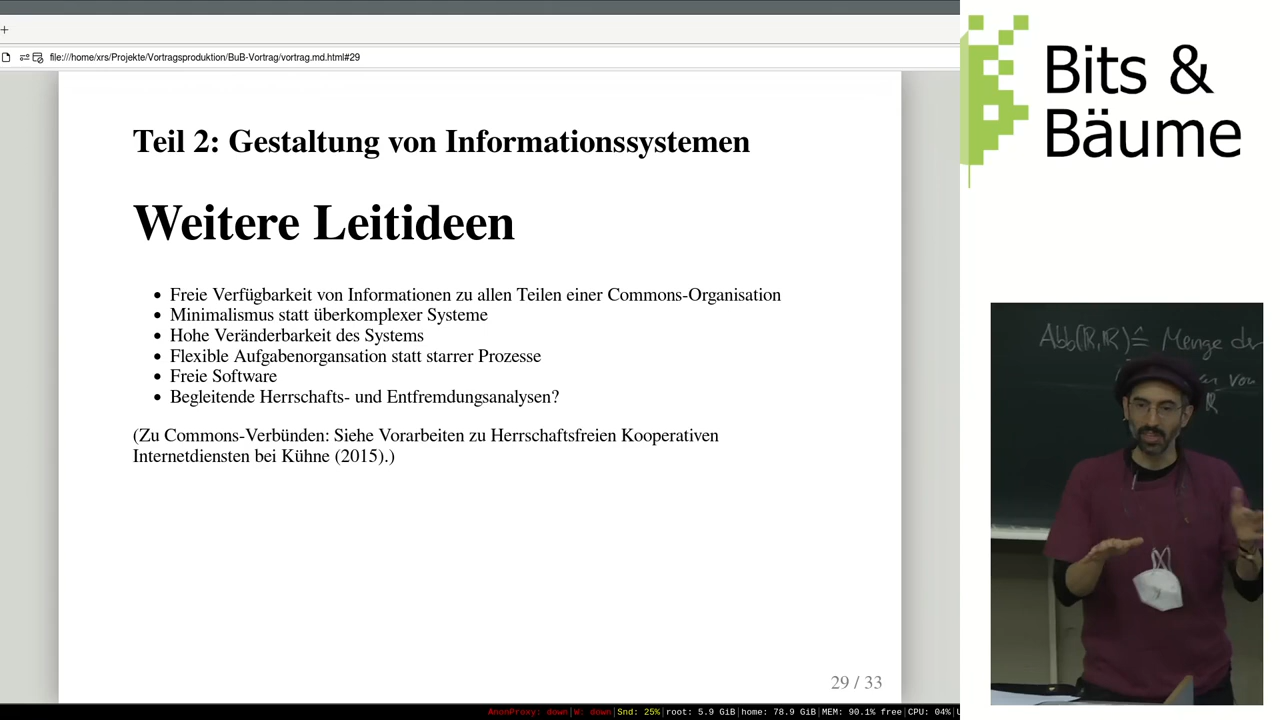 +
file:///home/xrs/Projekte/Vortragsproduktion/BuB-Vortrag/vortrag.md.html#29
Teil 2: Gestaltung von Informationssystemen
Weitere Leitideen
• Freie Verfügbarkeit von Informationen zu allen Teilen einer Commons-Organisation
• Minimalismus statt überkomplexer Systeme
• Hohe Veränderbarkeit des Systems
• Flexible Aufgabenorgansation statt starrer Prozesse
• Freie Software
• Begleitende Herrschafts- und Entfremdungsanalysen?
(Zu Commons-Verbünden: Siehe Vorarbeiten zu Herrschaftsfreien Kooperativen
Internetdiensten bei Kühne (2015).)
29 / 33
AnonProxy: down|W: down|Snd: 25%|root: 5.9 GiB|home: 78.9 GiB|MEM: 90.1% free|CPU: 04%|
Bits &
Bäume
Abb(ℝ,ℝ) ≙ Menge der
von
ℝ